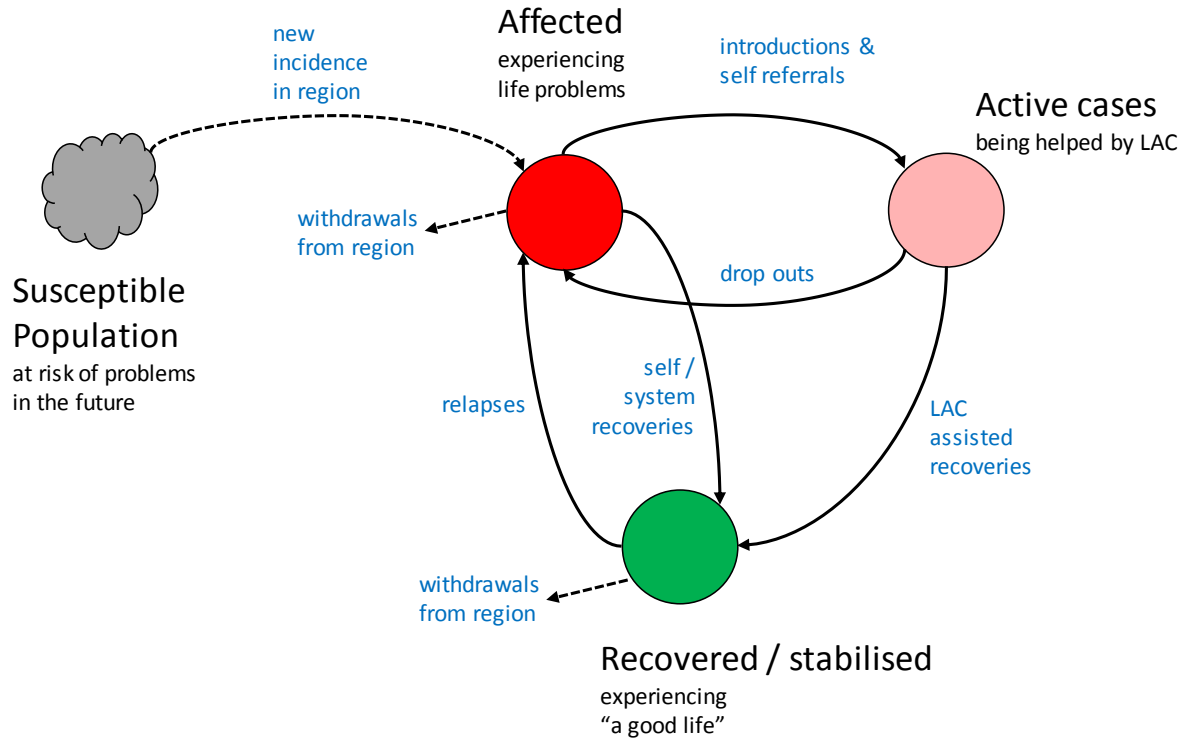 new
incidence
in region
Affected
experiencing
life problems
introductions &
self referrals
Active cases
being helped by LAC
Susceptible
Population
at risk of problems
in the future
withdrawals
from region
drop outs
relapses
self /
system
recoveries
LAC
assisted
recoveries
withdrawals
from region
Recovered / stabilised
experiencing
“a good life”